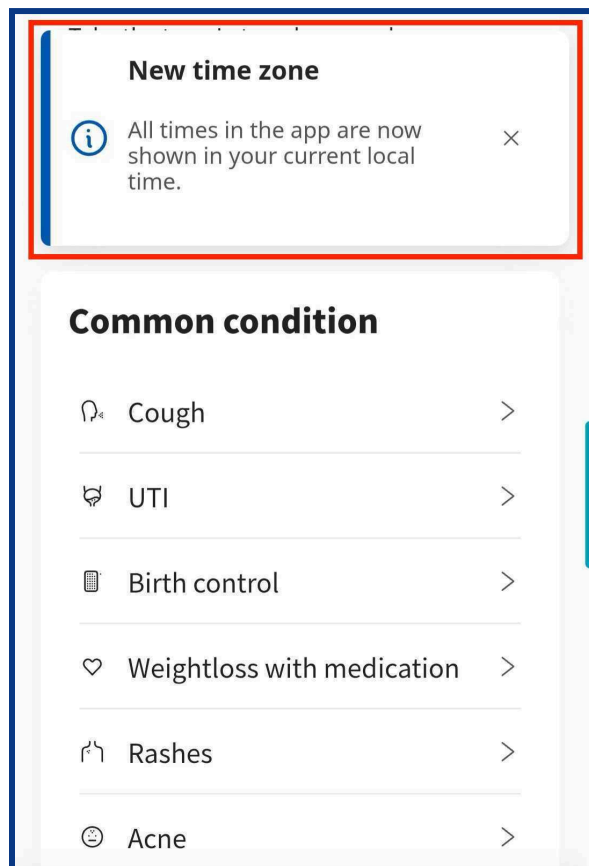 New time zone
All times in the app are now
shown in your current local
time.
Common condition
Cough
UTI
Birth control
Weightloss with medication
Rashes
Acne